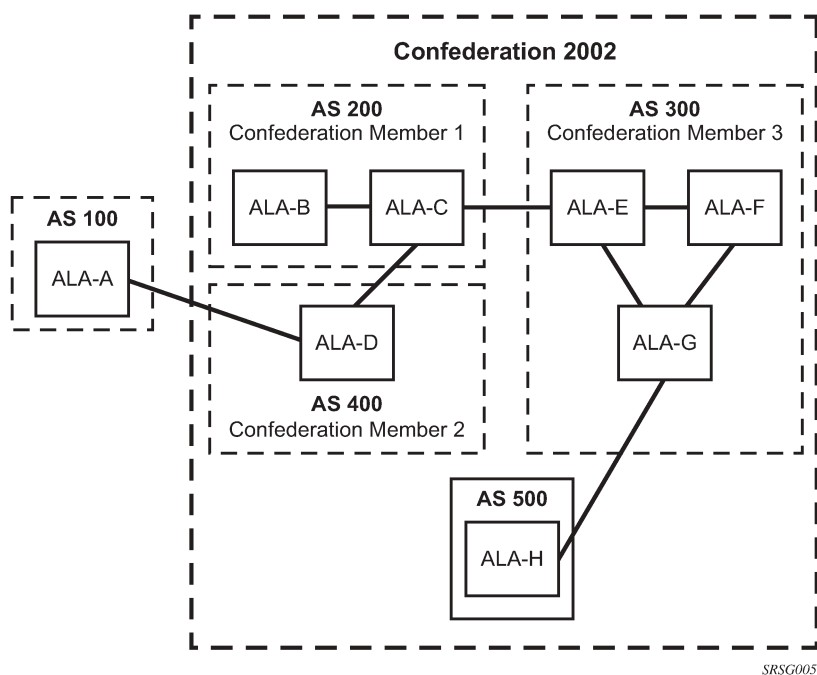 Confederation 2002
AS 200
Confederation Member 1
ALA-B
ALA-C
AS 300
Confederation Member 3
ALA-E
ALA-F
ALA-G
AS 100
ALA-A
ALA-D
AS 400
Confederation Member 2
AS 500
ALA-H
SRSG005